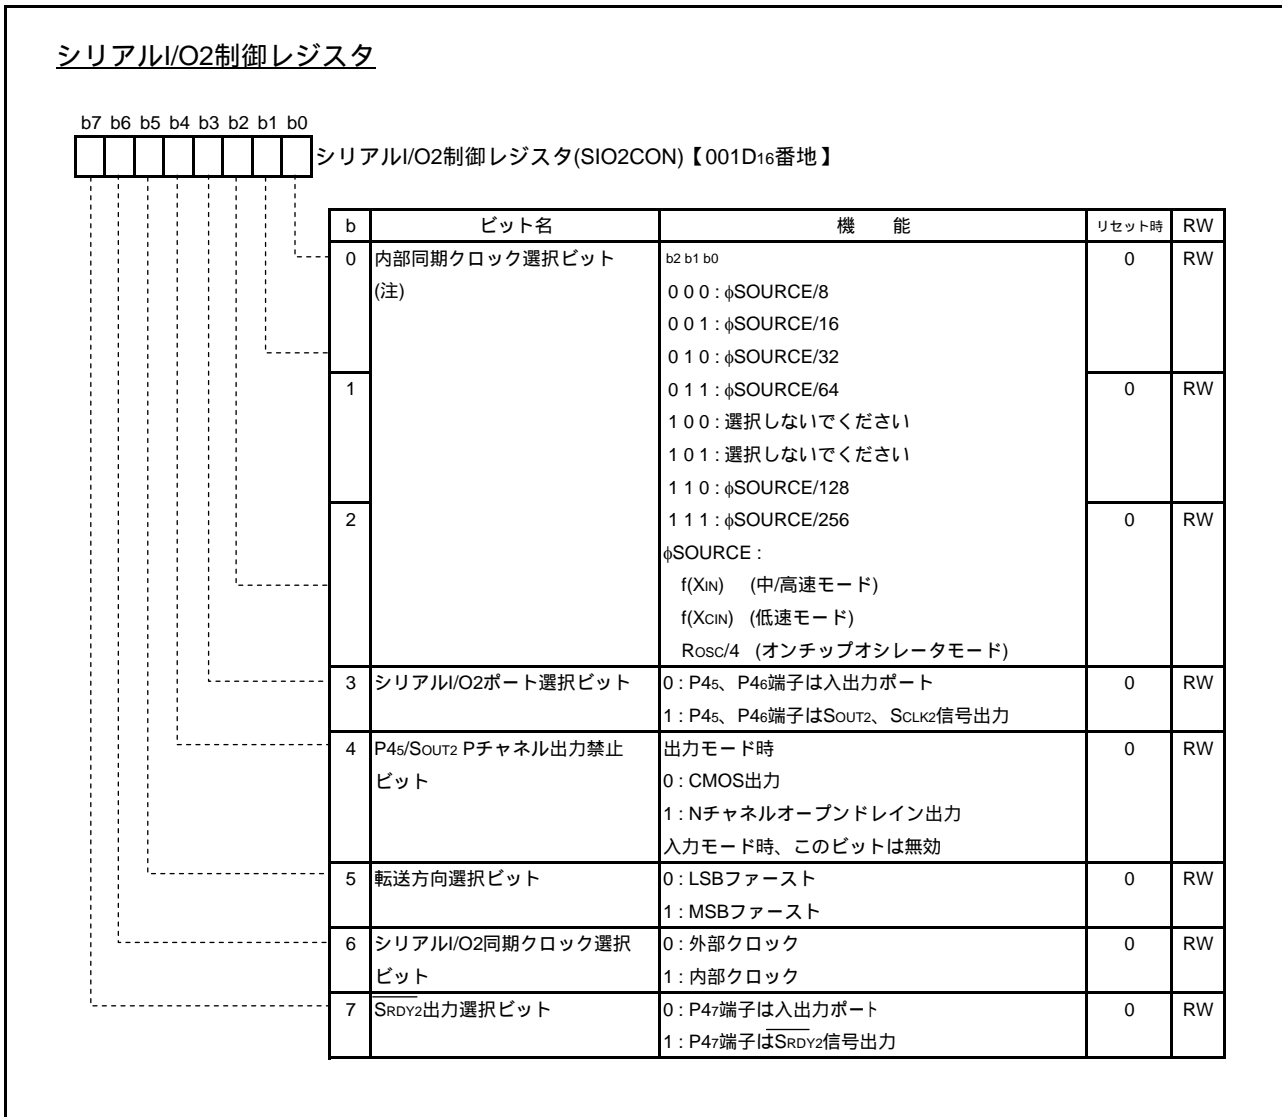 シリアルI/O2制御レジスタ
b7 b6 b5 b4 b3 b2 b1 b0
シリアルI/O2制御レジスタ(SIO2CON)【001D16番地】
b ビット名 機 能 リセット時 RW
0 内部同期クロック選択ビット b2 b1 b0 0 RW
(注) 0 0 0 : ϕSOURCE/8
0 0 1 : ϕSOURCE/16
0 1 0 : ϕSOURCE/32
1 0 1 1 : ϕSOURCE/64 0 RW
1 0 0 : 選択しないでください
1 0 1 : 選択しないでください
1 1 0 : ϕSOURCE/128
2 1 1 1 : ϕSOURCE/256 0 RW
ϕSOURCE :
f(XIN) (中/高速モード)
f(XCIN) (低速モード)
ROSC/4 (オンチップオシレータモード)
3 シリアルI/O2ポート選択ビット 0 : P45、P46端子は入出力ポート 0 RW
1 : P45、P46端子はSOUT2、SCLK2信号出力
4 P45/SOUT2 Pチャネル出力禁止 出力モード時 0 RW
ビット 0 : CMOS出力
1 : Nチャネルオープンドレイン出力
入力モード時、このビットは無効
5 転送方向選択ビット 0 : LSBファースト 0 RW
1 : MSBファースト
6 シリアルI/O2同期クロック選択 0 : 外部クロック 0 RW
ビット 1 : 内部クロック
7 SRDY2出力選択ビット 0 : P47端子は入出力ポート 0 RW
1 : P47端子はSRDY2信号出力